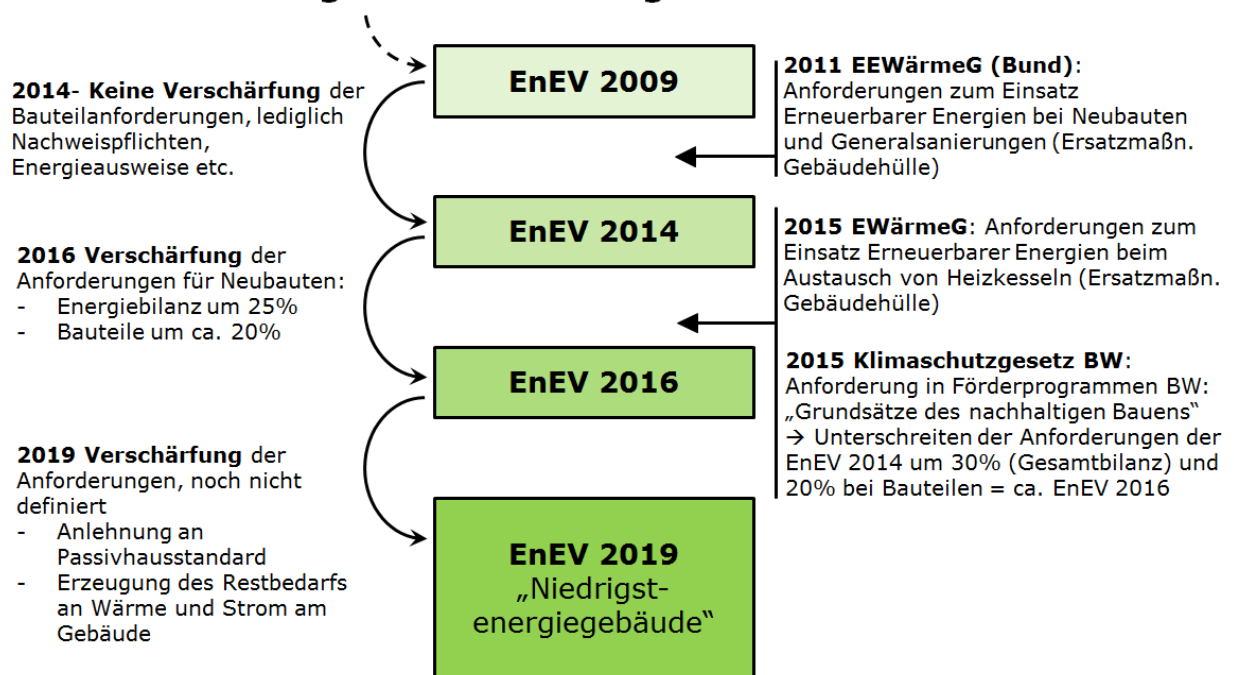 EnEV 2009
2014- Keine Verschärfung der
Bauteilanforderungen, lediglich
Nachweispflichten,
Energieausweise etc.
2011 EEWärmeG (Bund):
Anforderungen zum Einsatz
Erneuerbarer Energien bei Neubauten
und Generalsanierungen (Ersatzmaßn.
Gebäudehülle)
EnEV 2014
2016 Verschärfung der
Anforderungen für Neubauten:
- Energiebilanz um 25%
- Bauteile um ca. 20%
2015 EWärmeG: Anforderungen zum
Einsatz Erneuerbarer Energien beim
Austausch von Heizkesseln (Ersatzmaßn.
Gebäudehülle)
EnEV 2016
2015 Klimaschutzgesetz BW:
Anforderung in Förderprogrammen BW:
„Grundsätze des nachhaltigen Bauens“
→ Unterschreiten der Anforderungen der
EnEV 2014 um 30% (Gesamtbilanz) und
20% bei Bauteilen = ca. EnEV 2016
2019 Verschärfung der
Anforderungen, noch nicht
definiert
- Anlehnung an
Passivhausstandard
- Erzeugung des Restbedarfs
an Wärme und Strom am
Gebäude
EnEV 2019
„Niedrigst-
energiegebäude“